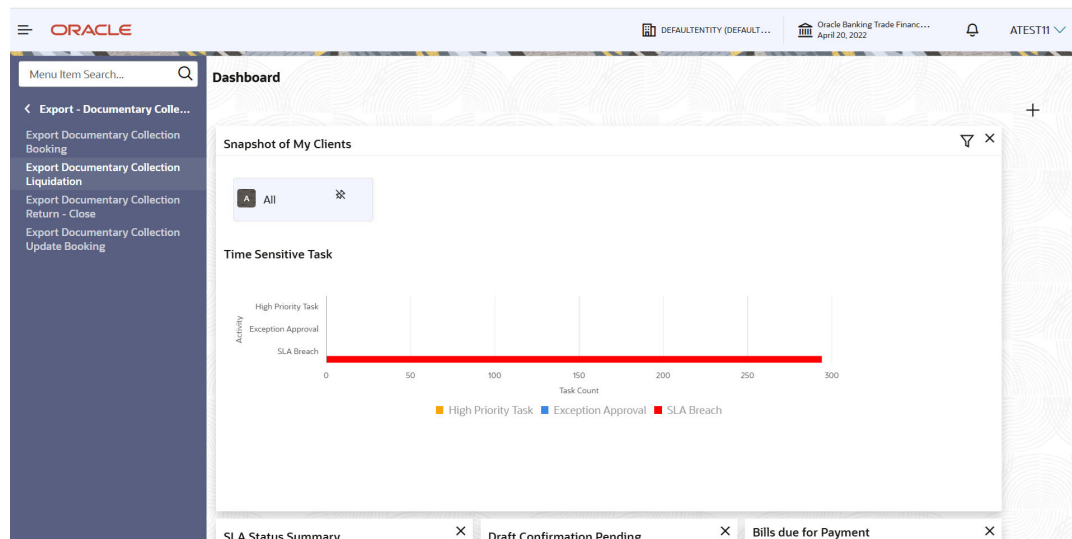 ORACLE
DEFAULTENTITY (DEFAULT...
Oracle Banking Trade Financ...
April 20, 2022
ATEST11
Menu Item Search...
Export - Documentary Colle...
Export Documentary Collection
Booking
Export Documentary Collection
Liquidation
Export Documentary Collection
Return - Close
Export Documentary Collection
Update Booking
Dashboard
Snapshot of My Clients
A All
Time Sensitive Task
Activity
High Priority Task
Exception Approval
SLA Breach
0 50 100 150 200 250 300
Task Count
High Priority Task Exception Approval SLA Breach
SLA Status Summary
Draft Confirmation Pending
Bills due for Payment